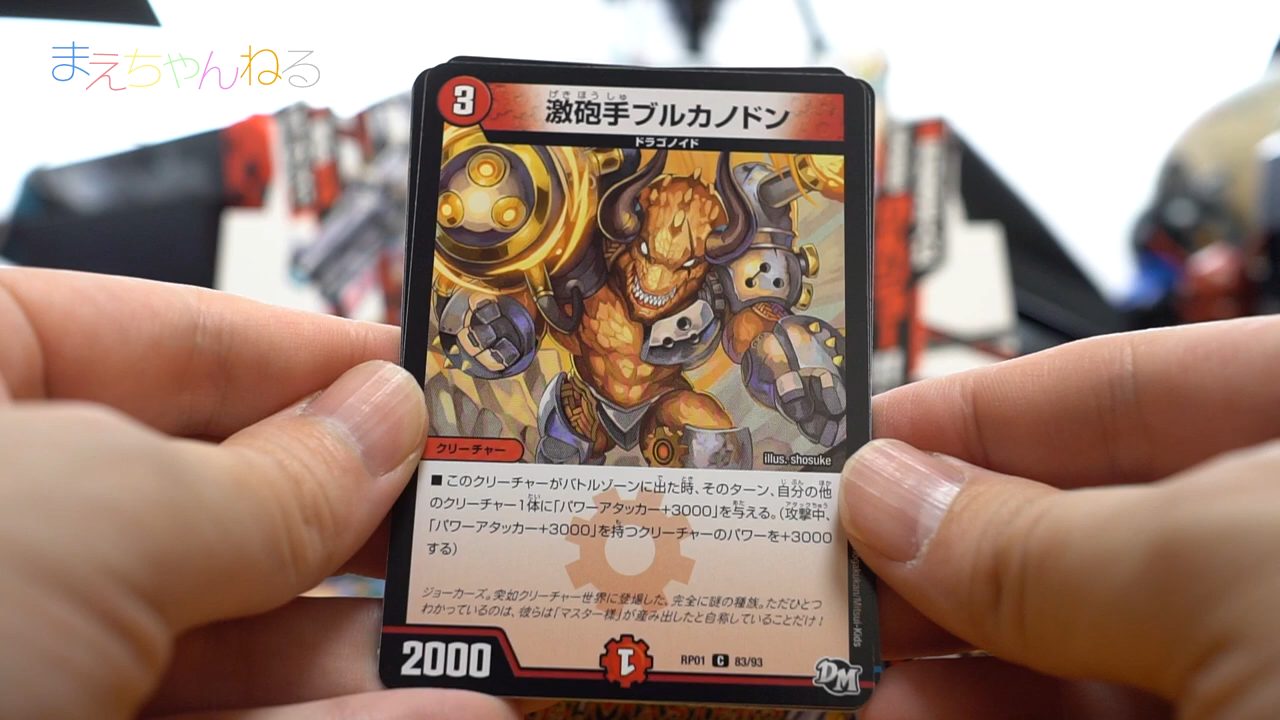 まえちゃんねる
3
げきほうしゅ
激砲手ブルカノドン
ドラゴノイド
クリーチャー
illus. shosuke
■このクリーチャーがバトルゾーンに出た時、そのターン、自分の他
のクリーチャー1体に「パワーアタッカー+3000」を与える。(攻撃中、
「パワーアタッカー+3000」を持つクリーチャーのパワーを+3000
する)
ジョーカーズ。突如クリーチャー世界に登場した、完全に謎の種族。ただひとつ
わかっているのは、彼らは「マスター様」が産み出したと自称していることだけ!
2000
1
RP01 C 83/93
DM